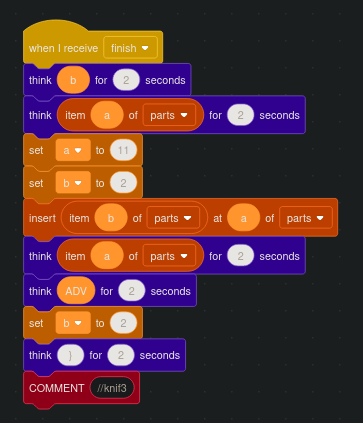 when I receive finish
think b for 2 seconds
think item a of parts for 2 seconds
set a to 11
set b to 2
insert item b of parts at a of parts
think item a of parts for 2 seconds
think ADV for 2 seconds
set b to 2
think } for 2 seconds
COMMENT //knif3